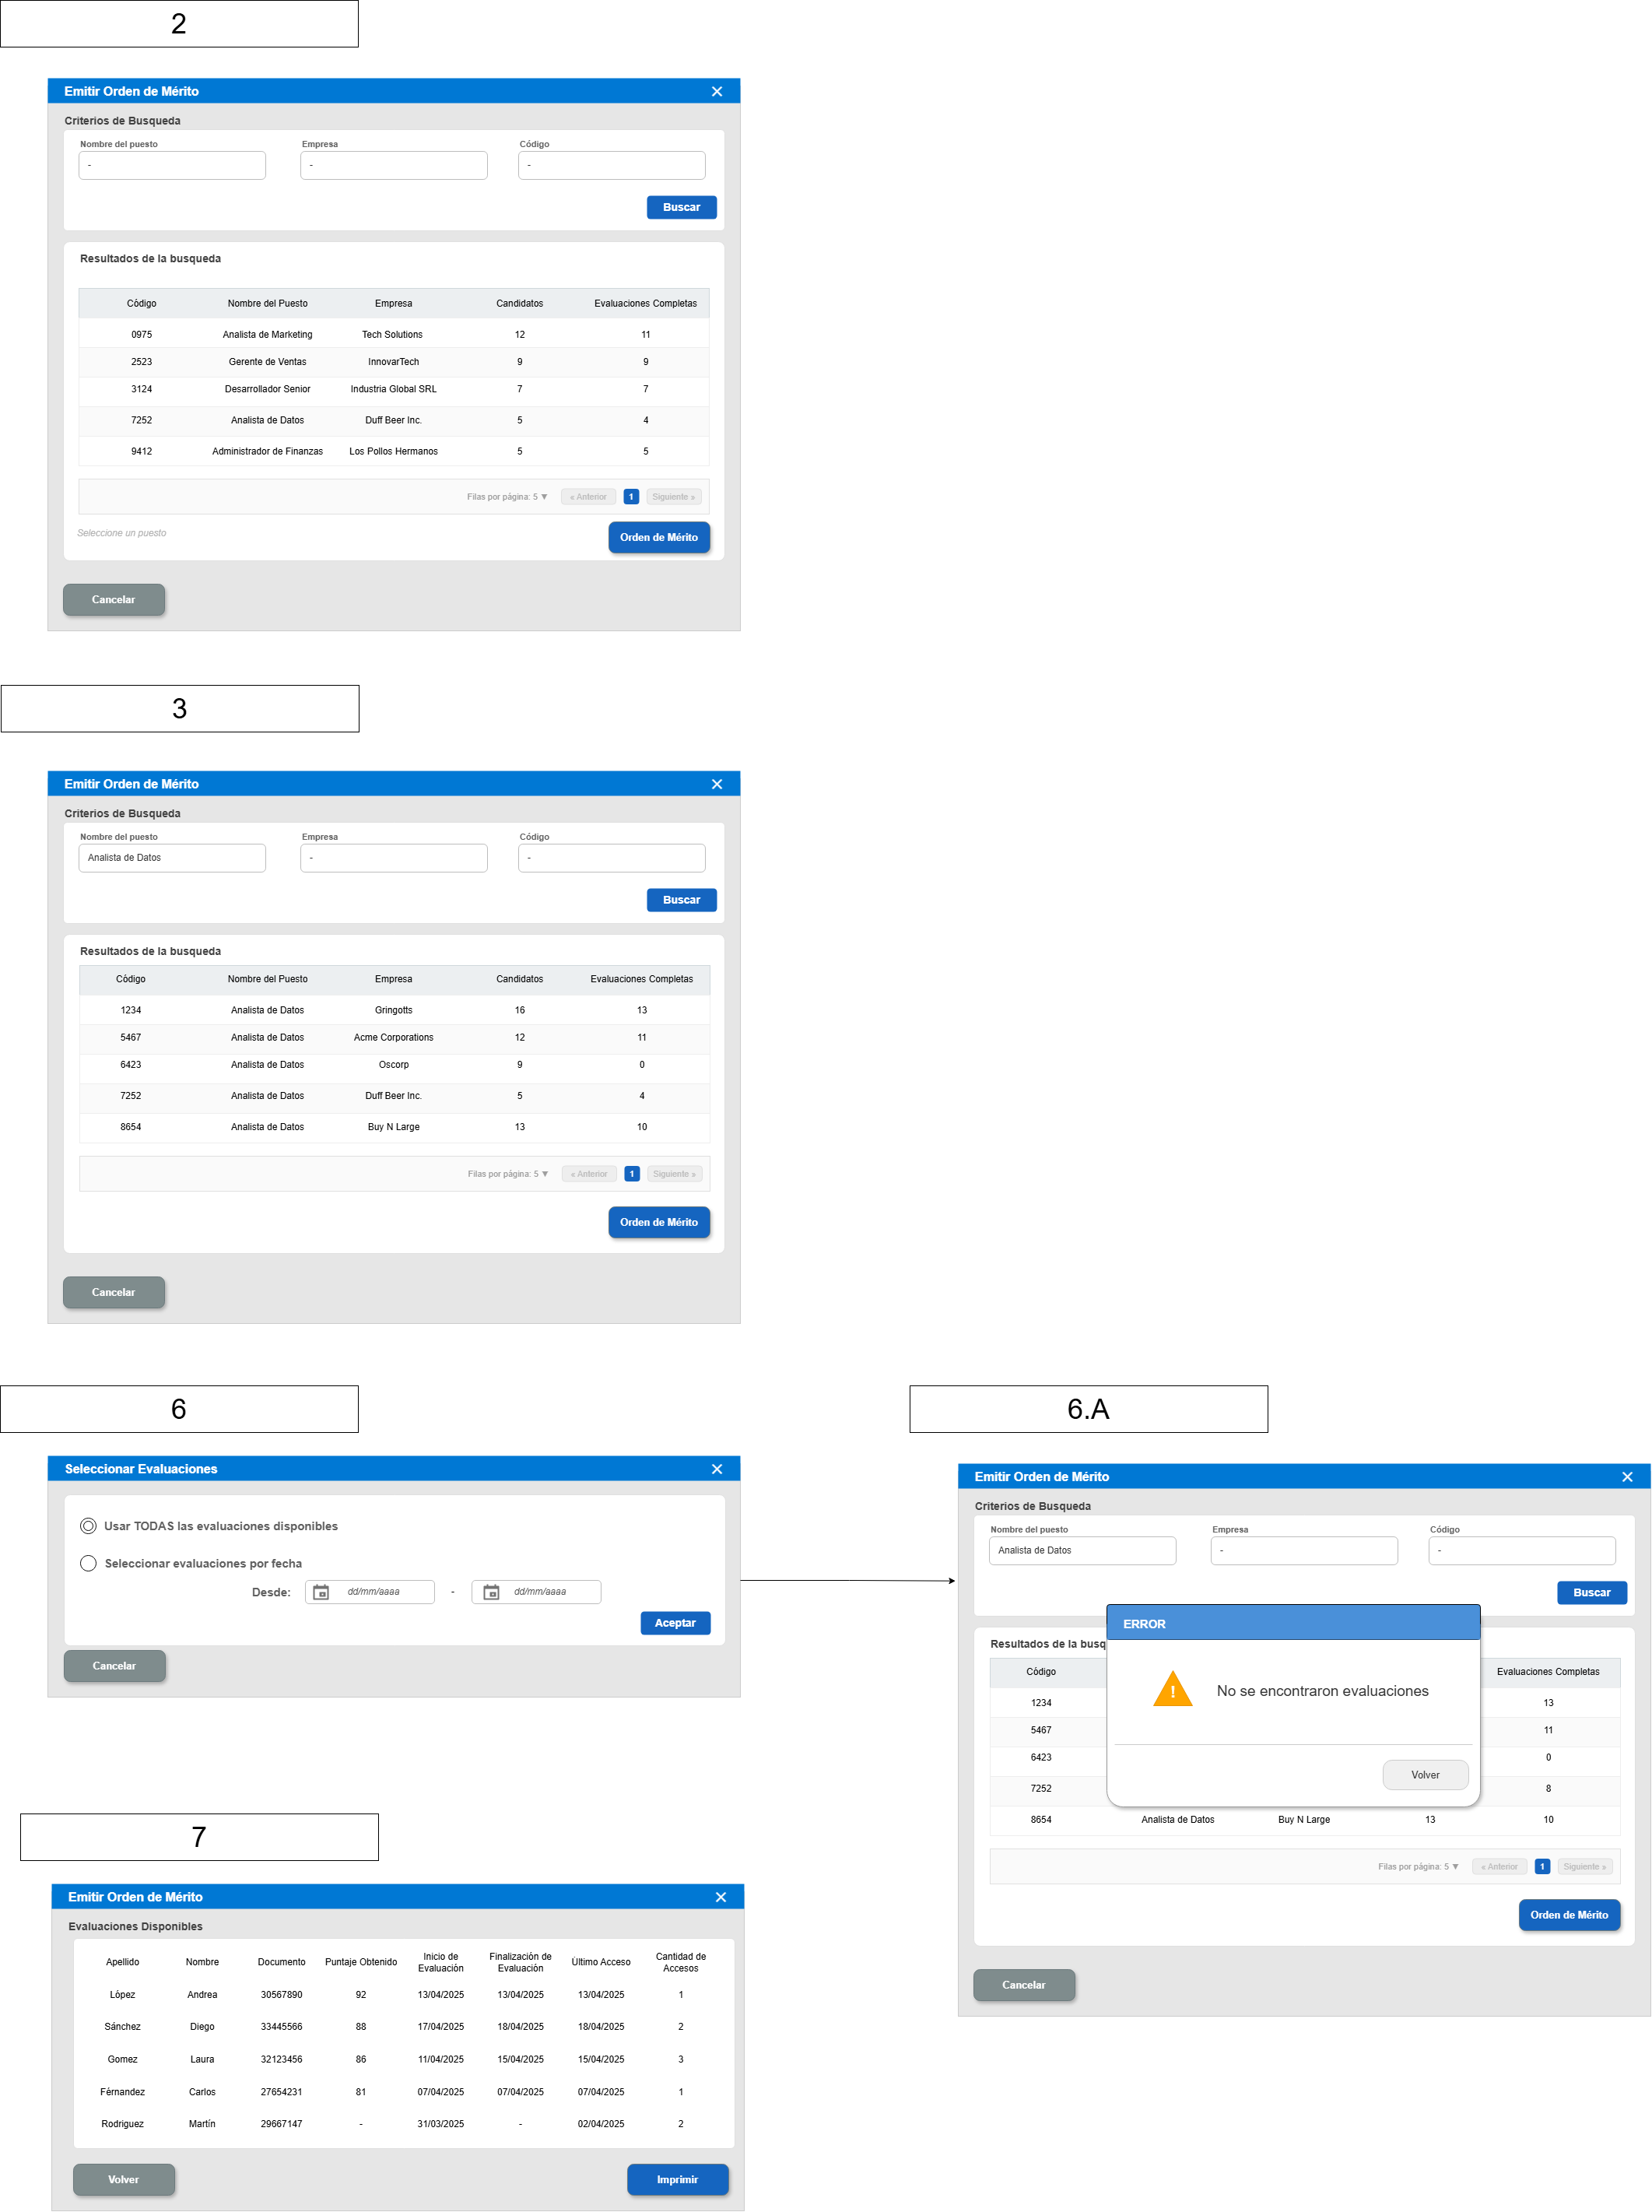 2
Emitir Orden de Mérito
Criterios de Busqueda
Nombre del puesto Empresa Código
- - -
Buscar
Resultados de la busqueda
Código Nombre del Puesto Empresa Candidatos Evaluaciones Completas
0975 Analista de Marketing Tech Solutions 12 11
2523 Gerente de Ventas InnovarTech 9 9
3124 Desarrollador Senior Industria Global SRL 7 7
7252 Analista de Datos Duff Beer Inc. 5 4
9412 Administrador de Finanzas Los Pollos Hermanos 5 5
Filas por página: 5 ▼ « Anterior 1 Siguiente »
Seleccione un puesto
Orden de Mérito
Cancelar
3
Emitir Orden de Mérito
Criterios de Busqueda
Nombre del puesto Empresa Código
Analista de Datos - -
Buscar
Resultados de la busqueda
Código Nombre del Puesto Empresa Candidatos Evaluaciones Completas
1234 Analista de Datos Gringotts 16 13
5467 Analista de Datos Acme Corporations 12 11
6423 Analista de Datos Oscorp 9 0
7252 Analista de Datos Duff Beer Inc. 5 4
8654 Analista de Datos Buy N Large 13 10
Filas por página: 5 ▼ « Anterior 1 Siguiente »
Orden de Mérito
Cancelar
6
Seleccionar Evaluaciones
Usar TODAS las evaluaciones disponibles
Seleccionar evaluaciones por fecha
Desde: dd/mm/aaaa - dd/mm/aaaa
Aceptar
Cancelar
6.A
Emitir Orden de Mérito
Criterios de Busqueda
Nombre del puesto Empresa Código
Analista de Datos - -
Buscar
ERROR
No se encontraron evaluaciones
Volver
Resultados de la busq
Código Evaluaciones Completas
1234 13
5467 11
6423 0
7252 8
8654 Analista de Datos Buy N Large 13 10
Filas por página: 5 ▼ « Anterior 1 Siguiente »
Orden de Mérito
Cancelar
7
Emitir Orden de Mérito
Evaluaciones Disponibles
Apellido Nombre Documento Puntaje Obtenido Inicio de Evaluación Finalización de Evaluación Último Acceso Cantidad de Accesos
López Andrea 30567890 92 13/04/2025 13/04/2025 13/04/2025 1
Sánchez Diego 33445566 88 17/04/2025 18/04/2025 18/04/2025 2
Gomez Laura 32123456 86 11/04/2025 15/04/2025 15/04/2025 3
Férnandez Carlos 27654231 81 07/04/2025 07/04/2025 07/04/2025 1
Rodriguez Martín 29667147 - 31/03/2025 - 02/04/2025 2
Volver
Imprimir